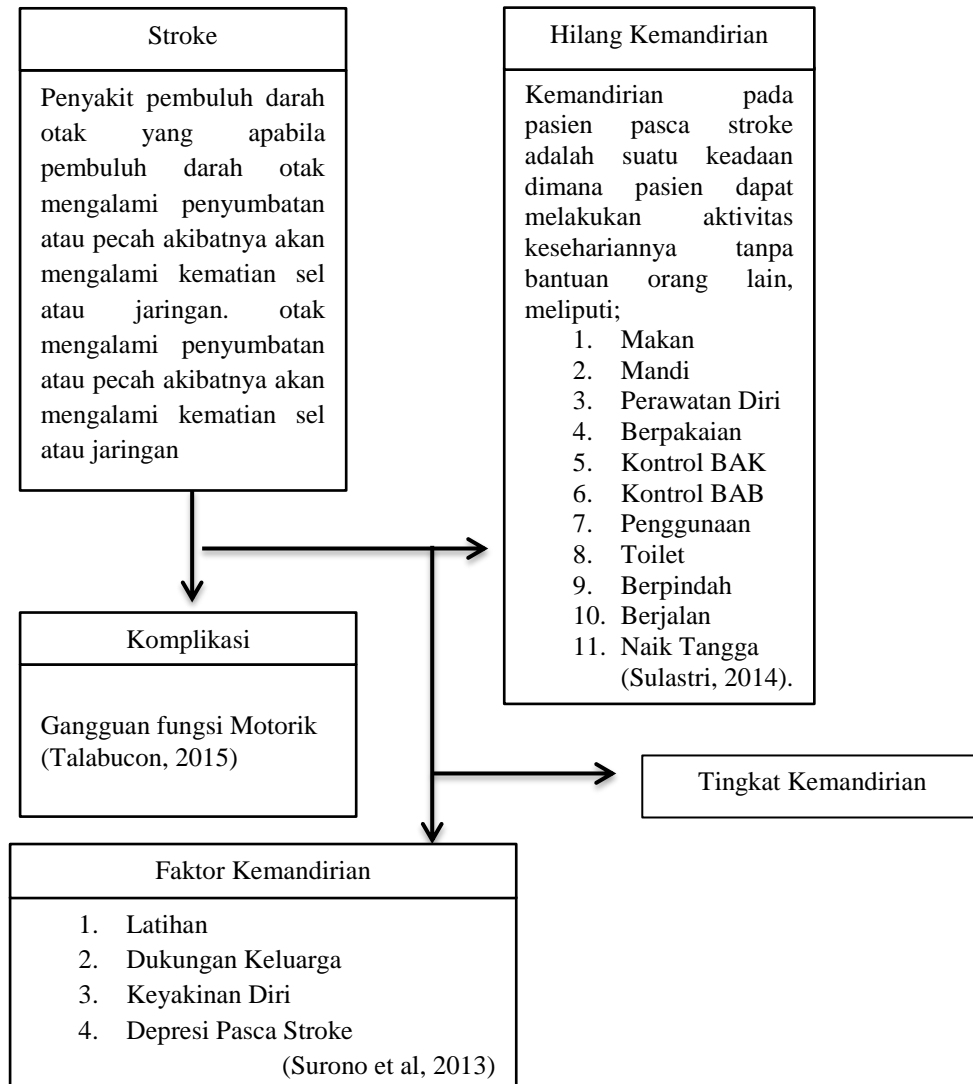 Stroke
Penyakit pembuluh darah
otak yang apabila
pembuluh darah otak
mengalami penyumbatan
atau pecah akibatnya akan
mengalami kematian sel
atau jaringan. otak
mengalami penyumbatan
atau pecah akibatnya akan
mengalami kematian sel
atau jaringan
Hilang Kemandirian
Kemandirian pada
pasien pasca stroke
adalah suatu keadaan
dimana pasien dapat
melakukan aktivitas
kesehariannya tanpa
bantuan orang lain,
meliputi;
1. Makan
2. Mandi
3. Perawatan Diri
4. Berpakaian
5. Kontrol BAK
6. Kontrol BAB
7. Penggunaan
8. Toilet
9. Berpindah
10. Berjalan
11. Naik Tangga
(Sulastri, 2014).
Komplikasi
Gangguan fungsi Motorik
(Talabucon, 2015)
Tingkat Kemandirian
Faktor Kemandirian
1. Latihan
2. Dukungan Keluarga
3. Keyakinan Diri
4. Depresi Pasca Stroke
(Surono et al, 2013)